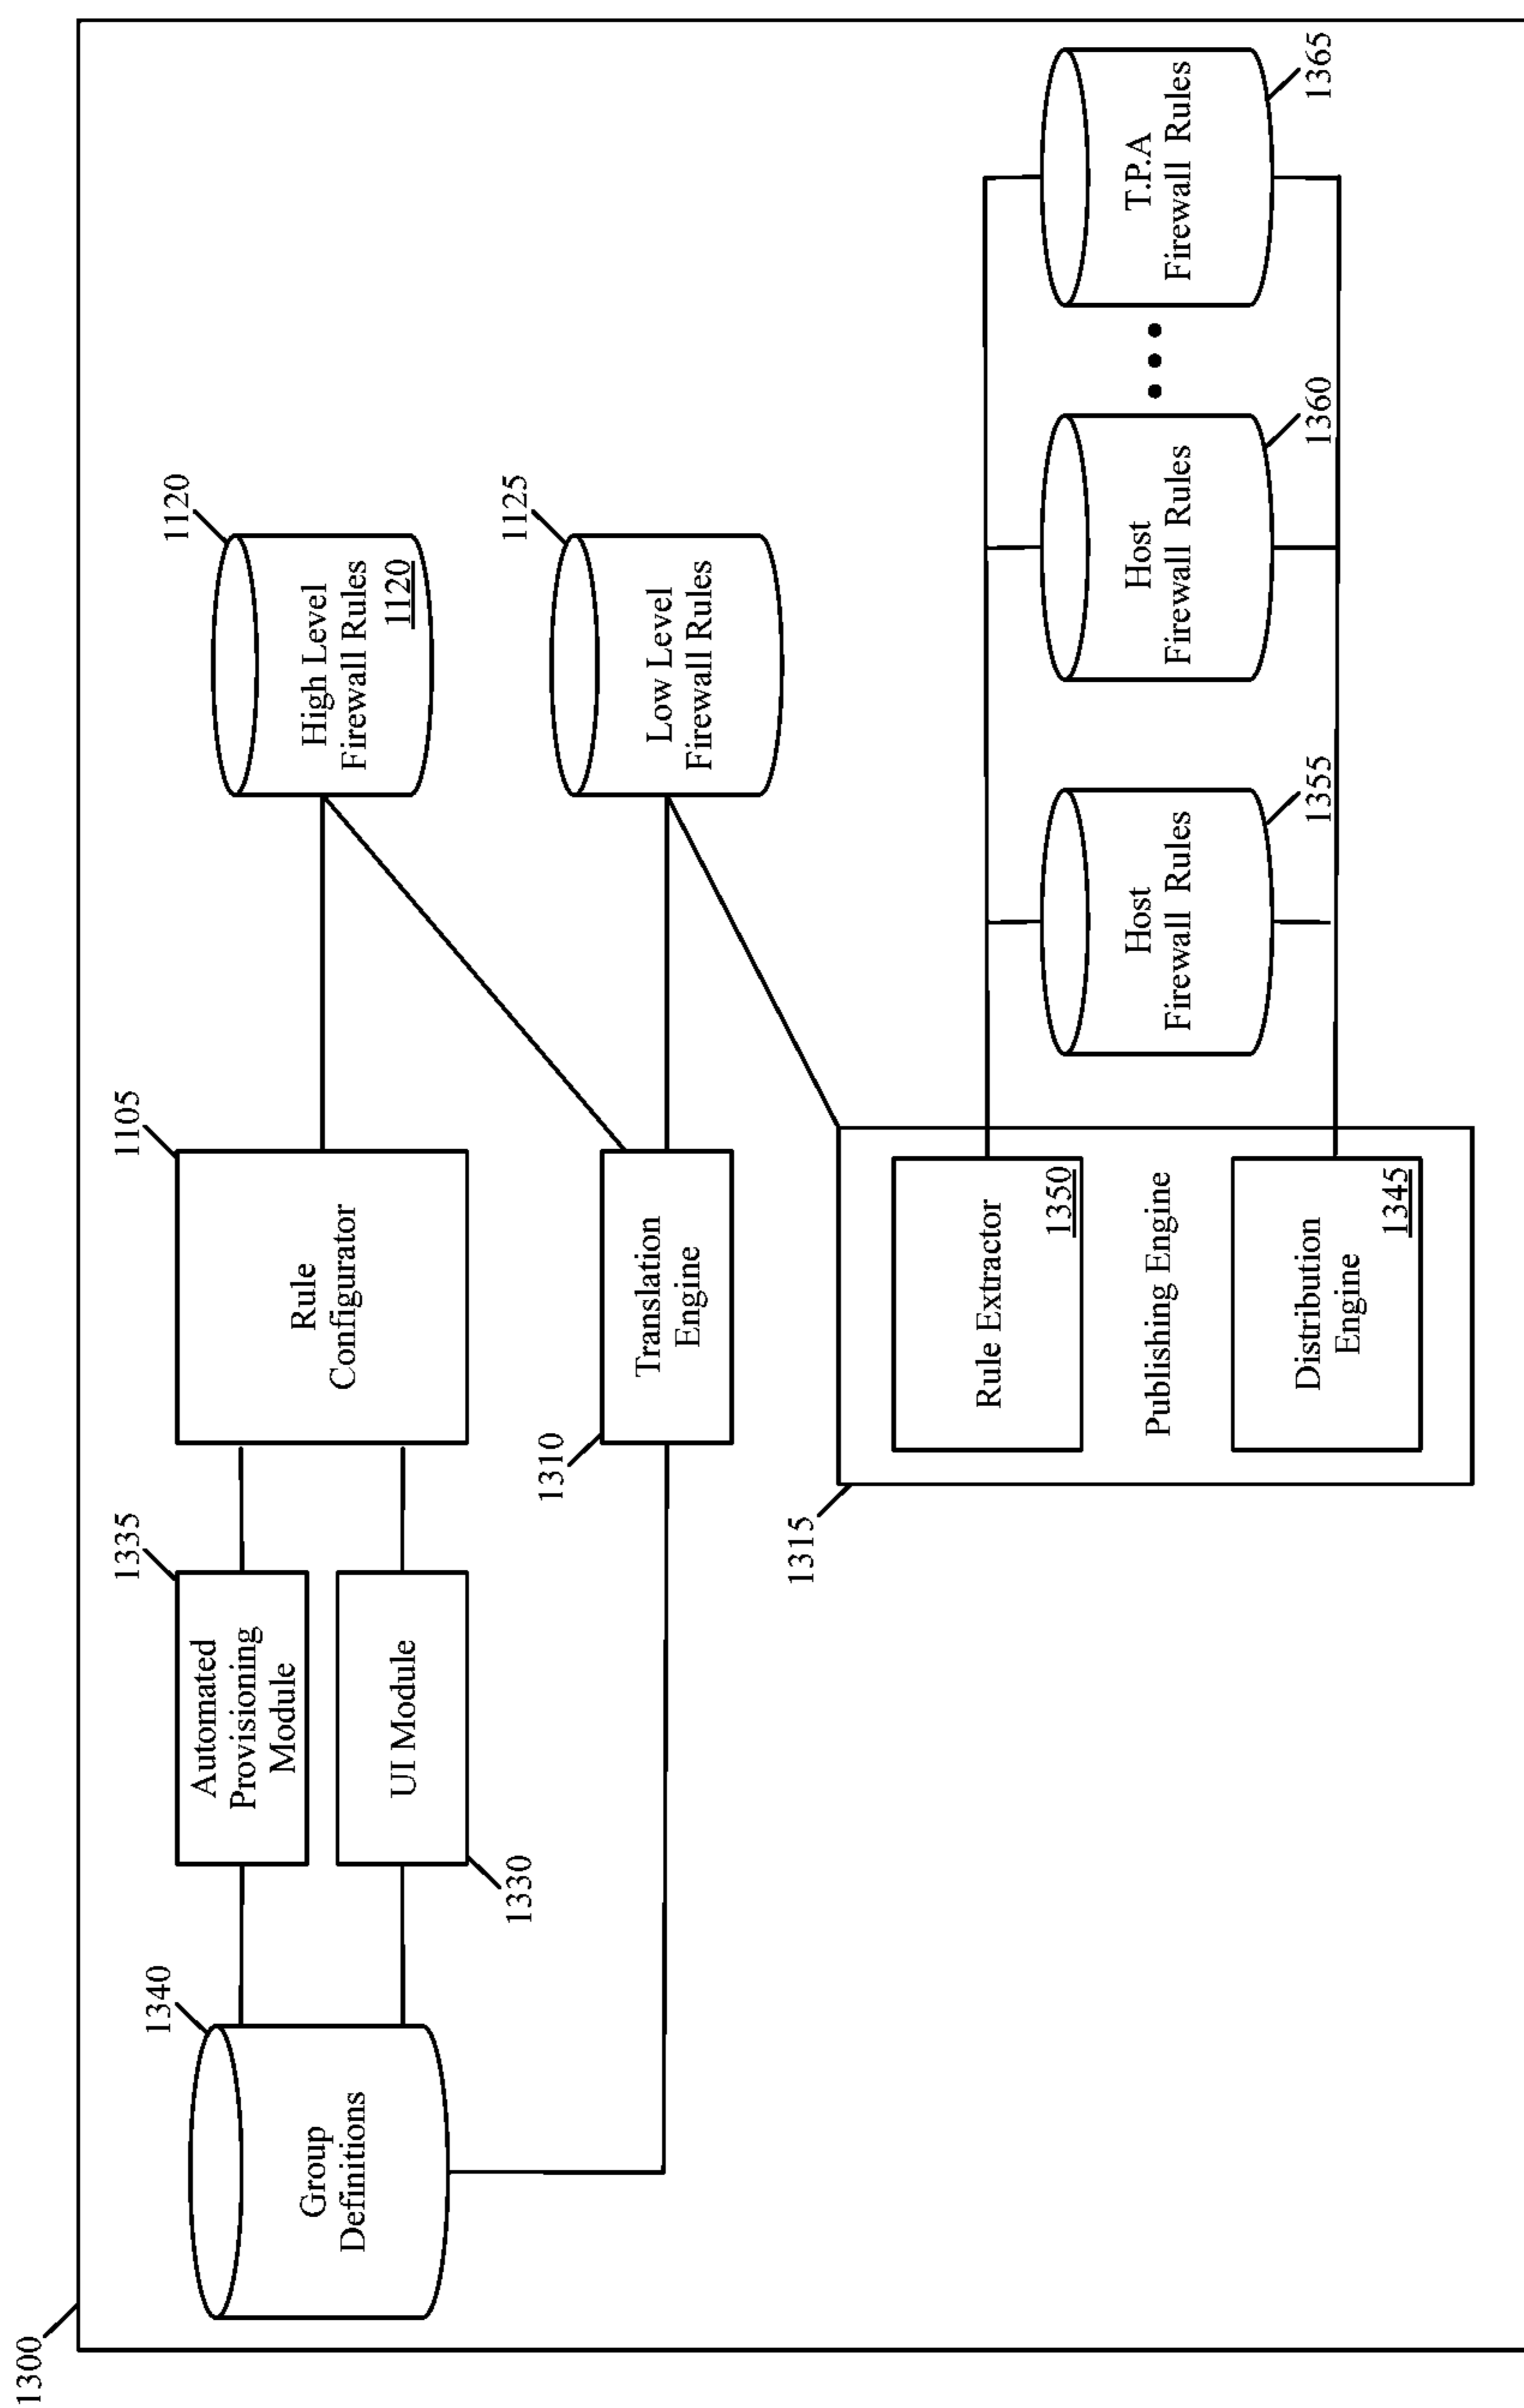 1300
1340
Group
Definitions
1335
Automated
Provisioning
Module
UI Module
1330
1105
Rule
Configurator
1120
High Level
Firewall Rules
1120
1310
Translation
Engine
1125
Low Level
Firewall Rules
1315
Rule Extractor
1350
Publishing Engine
Distribution
Engine
1345
Host
Firewall Rules
1355
Host
Firewall Rules
1360
T.P.A
Firewall Rules
1365